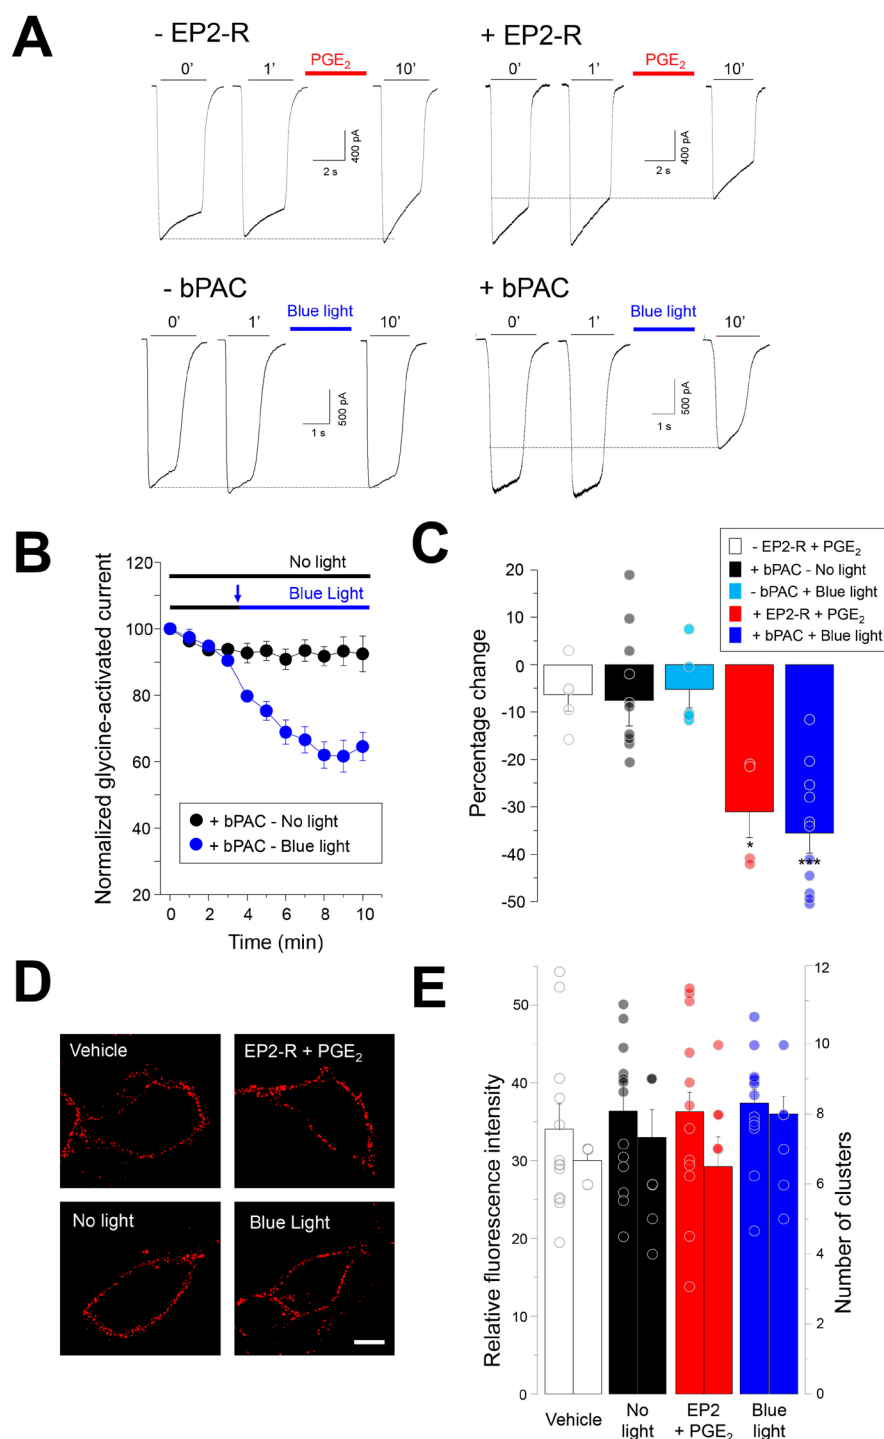 A
- EP2-R
+ EP2-R
0'
1'
PGE2
10'
0'
1'
PGE2
10'
2 s
400 pA
2 s
400 pA
- bPAC
+ bPAC
0'
1'
Blue light
10'
0'
1'
Blue light
10'
1 s
500 pA
1 s
500 pA
B
Normalized glycine-activated current
120
100
80
60
40
20
No light
Blue Light
+ bPAC - No light
+ bPAC - Blue light
0
2
4
6
8
10
Time (min)
C
- EP2-R + PGE2
+ bPAC - No light
- bPAC + Blue light
+ EP2-R + PGE2
+ bPAC + Blue light
Percentage change
20
10
0
-10
-20
-30
-40
-50
*
***
D
Vehicle
EP2-R + PGE2
No light
Blue Light
E
Relative fluorescence intensity
50
40
30
20
10
0
Number of clusters
12
10
8
6
4
2
0
Vehicle
No
light
EP2
+ PGE2
Blue
light